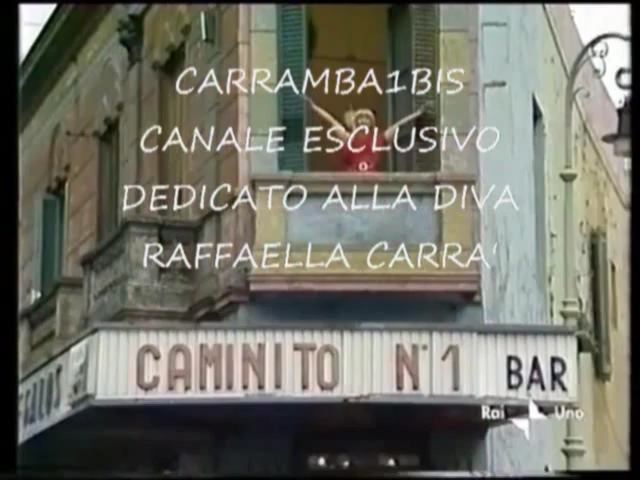 CARRAMBA1BIS
CANALE ESCLUSIVO
DEDICATO ALLA DIVA
RAFFAELLA CARRA'
CAMINITO N°1 BAR
Rai Uno